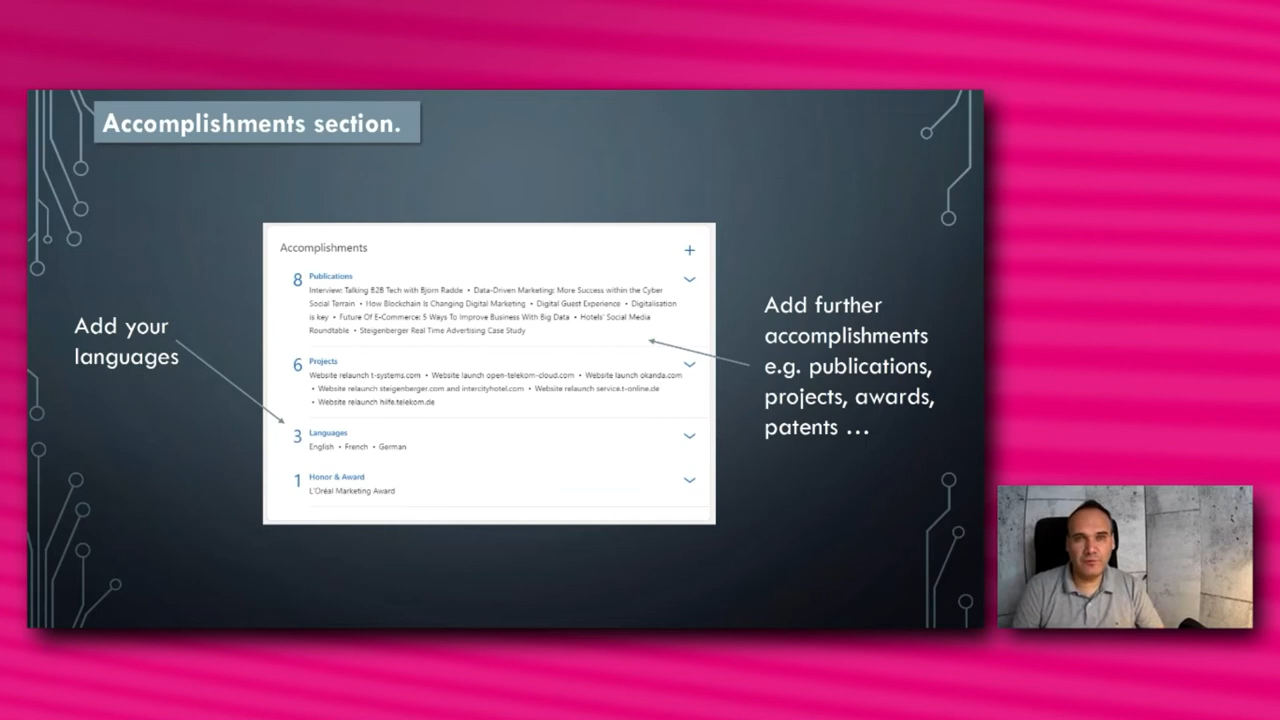 Accomplishments section.
Accomplishments
8 Publications
Interview: Talking B2B Tech with Bjorn Radde • Data-Driven Marketing: More Success within the Cyber
Social Terrain • How Blockchain Is Changing Digital Marketing • Digital Guest Experience • Digitalisation
is key • Future Of E-Commerce: 5 Ways To Improve Business With Big Data • Hotels' Social Media
Roundtable • Steigenberger Real Time Advertising Case Study
6 Projects
Website relaunch t-systems.com • Website launch open-telekom-cloud.com • Website launch okanda.com
• Website relaunch steigenberger.com and intercityhotel.com • Website relaunch service.t-online.de
• Website relaunch hilfe.telekom.de
3 Languages
English • French • German
1 Honor & Award
L'Oréal Marketing Award
Add your
languages
Add further
accomplishments
e.g. publications,
projects, awards,
patents ...